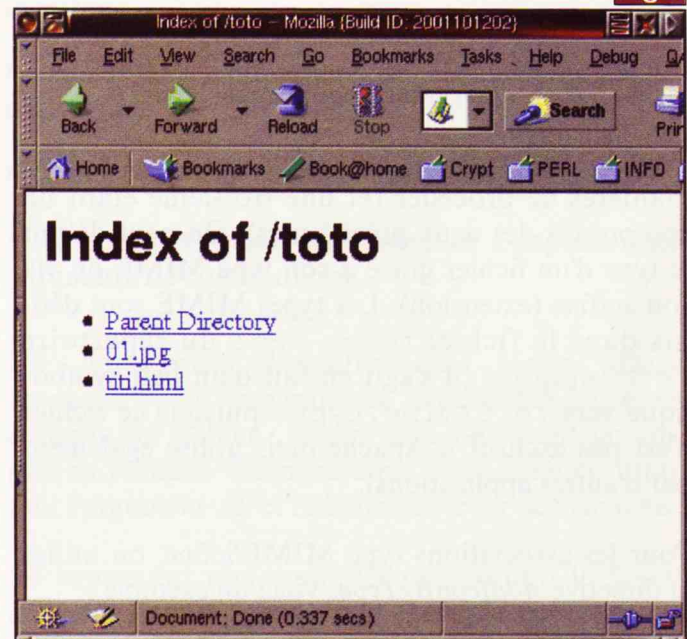 Index of /toto – Mozilla {Build ID: 2001101202}
File Edit View Search Go Bookmarks Tasks Help Debug QA
Back Forward Reload Stop Search Prin
Home Bookmarks Book@home Crypt PERL INFO
Index of /toto
Parent Directory
01.jpg
titi.html
Document: Done (0.337 secs)